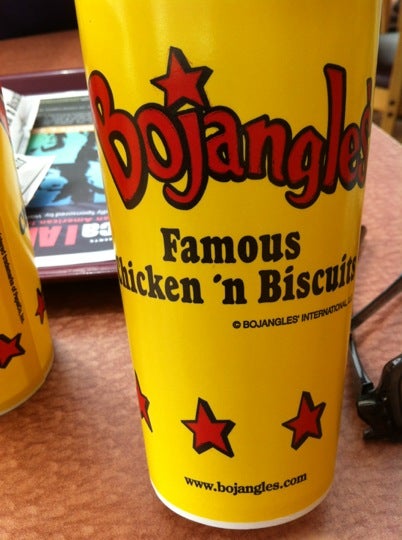 Bojangles
Famous
Chicken 'n Biscuits
© BOJANGLES' INTERNATIONAL
www.bojangles.com